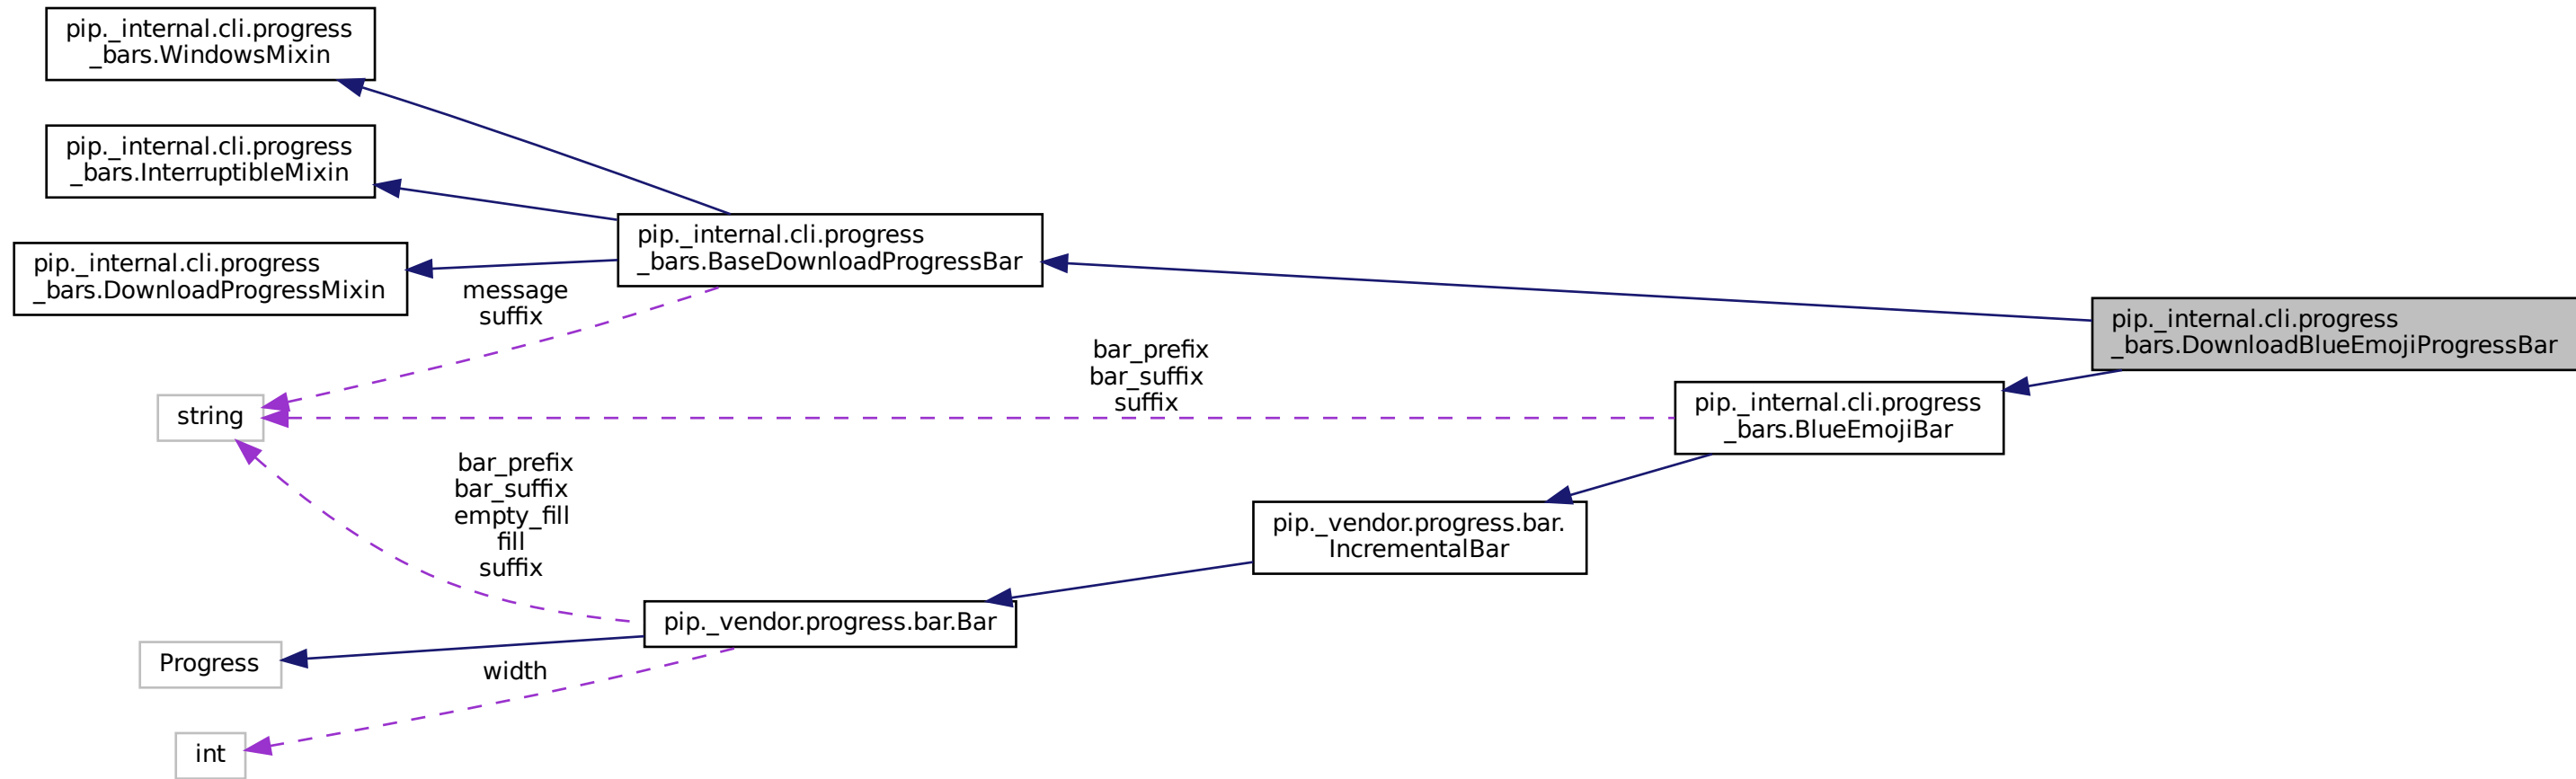 pip._internal.cli.progress
_bars.WindowsMixin
pip._internal.cli.progress
_bars.InterruptibleMixin
pip._internal.cli.progress
_bars.DownloadProgressMixin
pip._internal.cli.progress
_bars.BaseDownloadProgressBar
message
suffix
pip._internal.cli.progress
_bars.DownloadBlueEmojiProgressBar
bar_prefix
bar_suffix
suffix
string
pip._internal.cli.progress
_bars.BlueEmojiBar
bar_prefix
bar_suffix
empty_fill
fill
suffix
pip._vendor.progress.bar.
IncrementalBar
pip._vendor.progress.bar.Bar
Progress
width
int